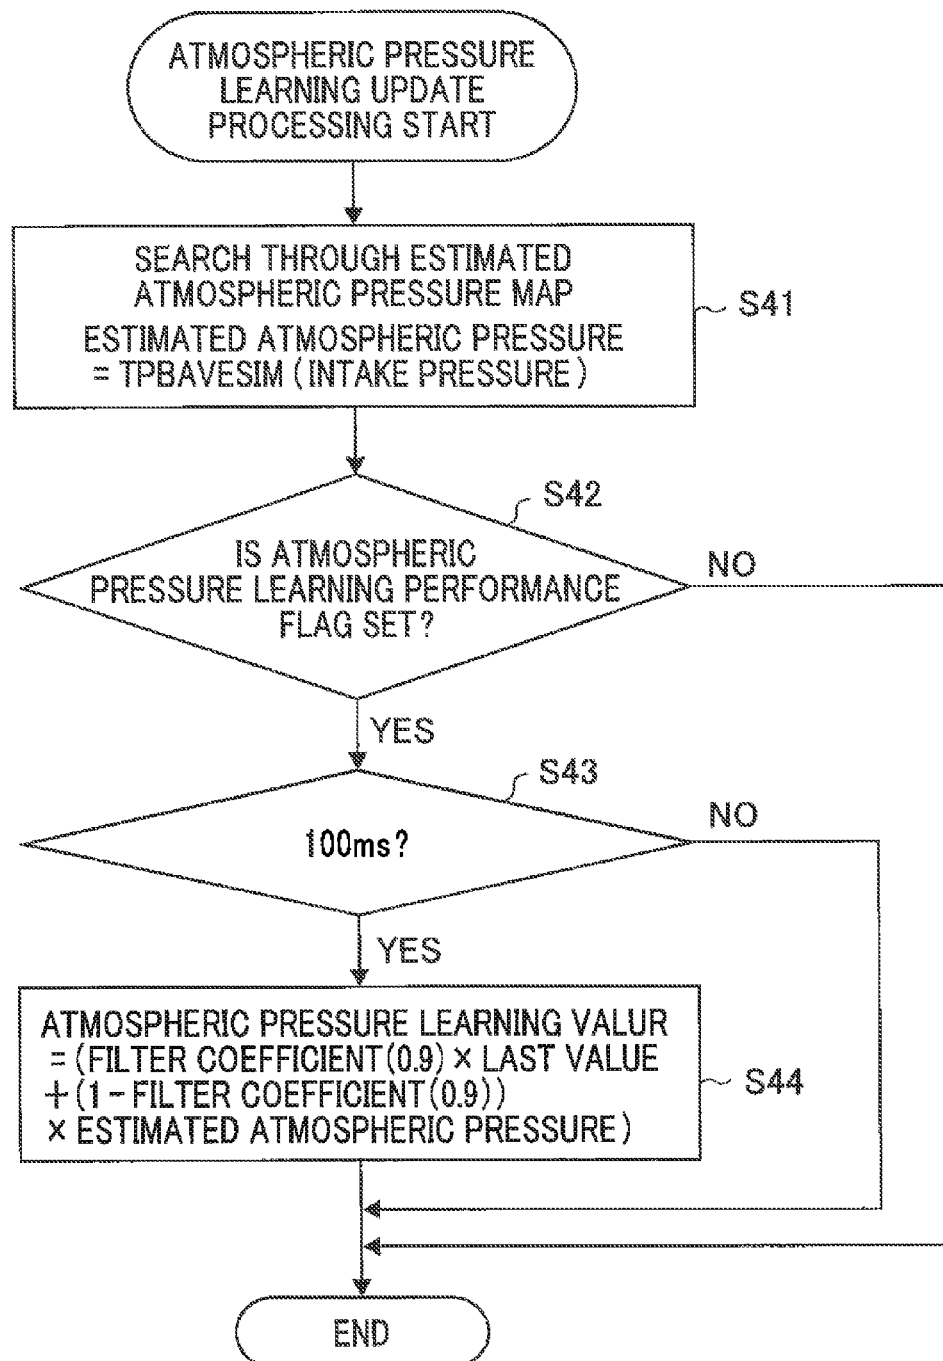 ATMOSPHERIC PRESSURE
LEARNING UPDATE
PROCESSING START
SEARCH THROUGH ESTIMATED
ATMOSPHERIC PRESSURE MAP
ESTIMATED ATMOSPHERIC PRESSURE
= TPBAVESIM (INTAKE PRESSURE)
S41
S42
IS ATMOSPHERIC
PRESSURE LEARNING PERFORMANCE
FLAG SET?
NO
YES
S43
100ms?
NO
YES
ATMOSPHERIC PRESSURE LEARNING VALUR
=(FILTER COEFFICIENT(0.9) × LAST VALUE
+(1-FILTER COEFFICIENT(0.9))
× ESTIMATED ATMOSPHERIC PRESSURE)
S44
END